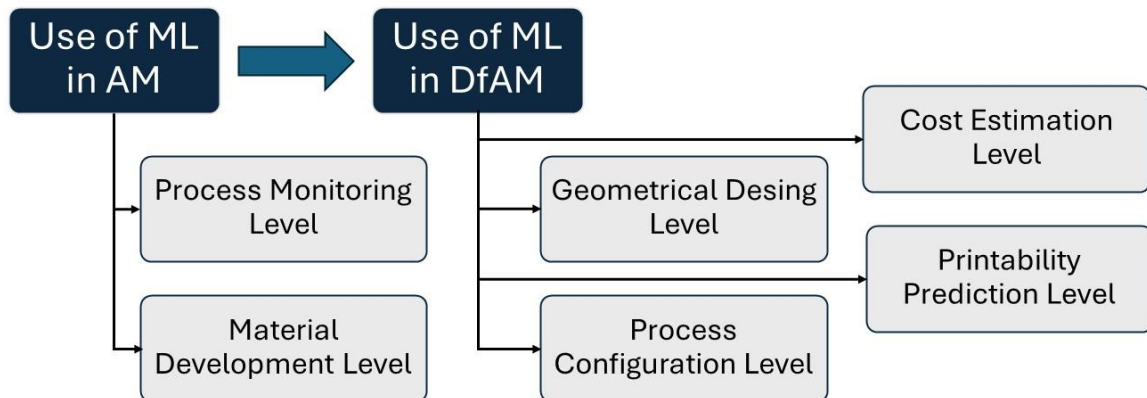 Use of ML
in AM
Use of ML
in DfAM
Cost Estimation
Level
Process Monitoring
Level
Geometrical Desing
Level
Printability
Prediction Level
Material
Development Level
Process
Configuration Level